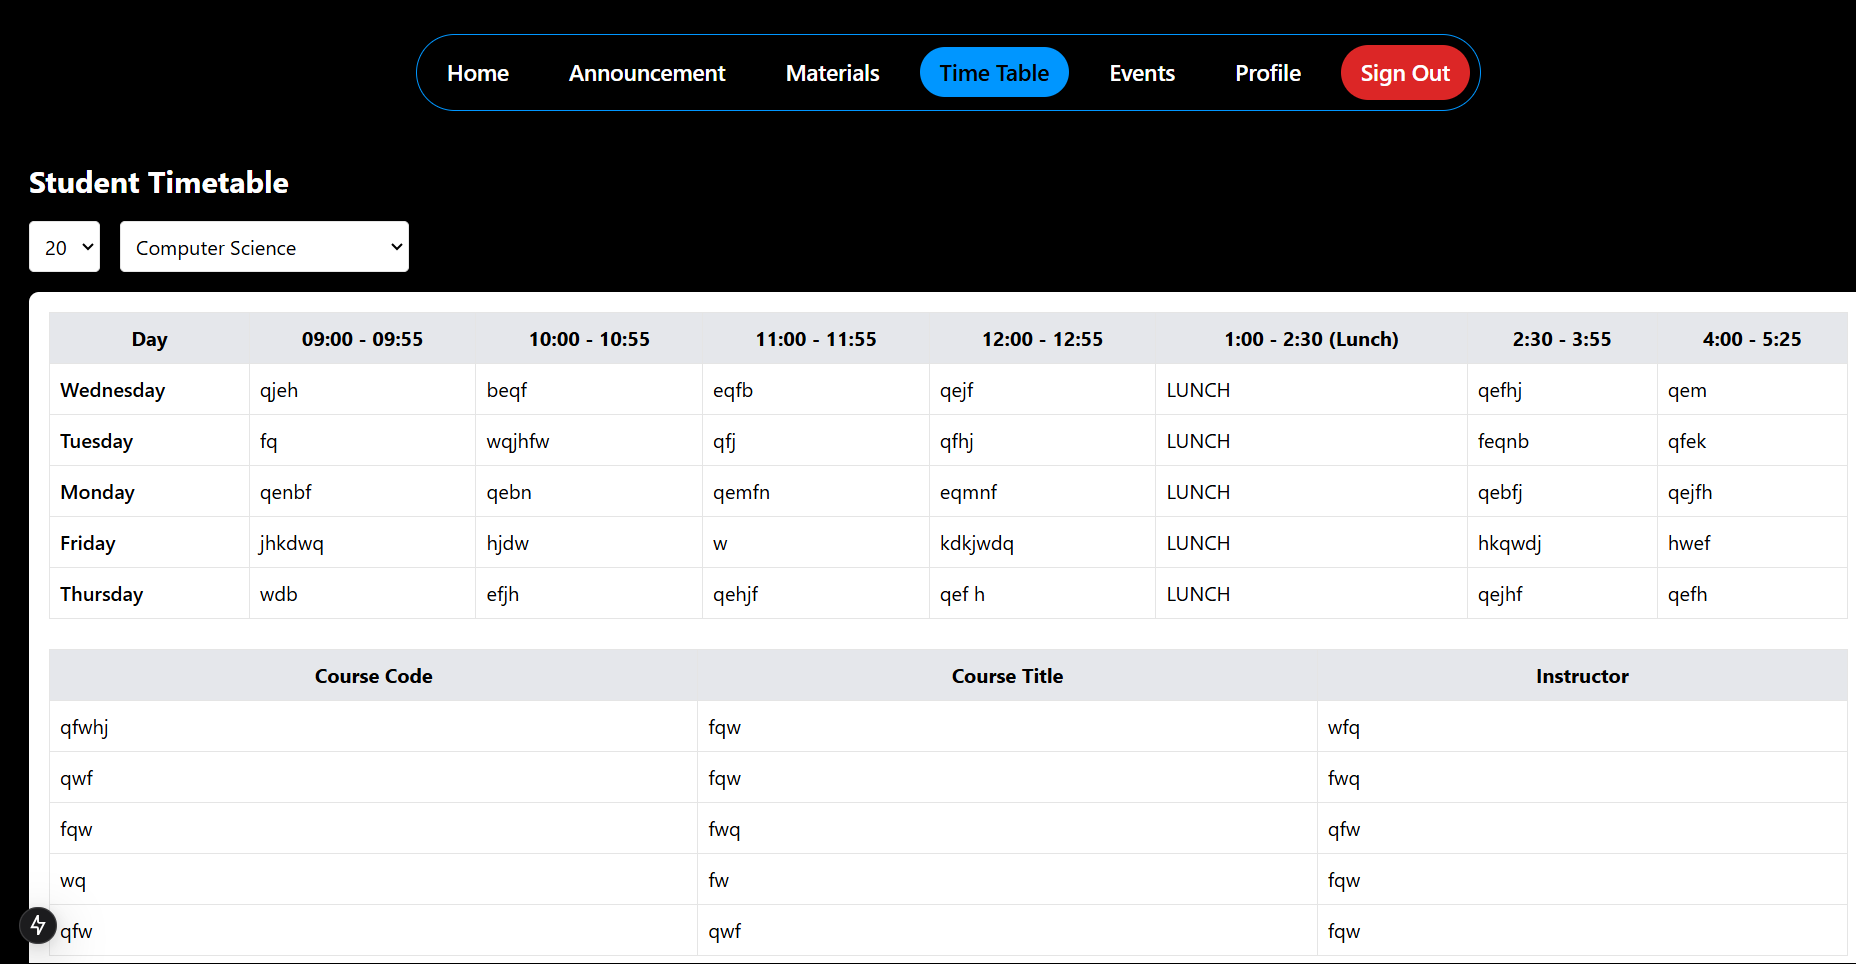 Home Announcement Materials Time Table Events Profile Sign Out
Student Timetable
20 Computer Science
Day 09:00 - 09:55 10:00 - 10:55 11:00 - 11:55 12:00 - 12:55 1:00 - 2:30 (Lunch) 2:30 - 3:55 4:00 - 5:25
Wednesday qjeh beqf eqfb qejf LUNCH qefhj qem
Tuesday fq wqjhfw qfj qfhj LUNCH feqnb qfek
Monday qenbf qebn qemfn eqmnf LUNCH qebfj qejfh
Friday jhkdwq hjdw w kdkjwdq LUNCH hkqwdj hwef
Thursday wdb efjh qehjf qef h LUNCH qejhf qefh
Course Code Course Title Instructor
qfwhj fqw wfq
qwf fqw fwq
fqw fwq qfw
wq fw fqw
qfw qwf fqw